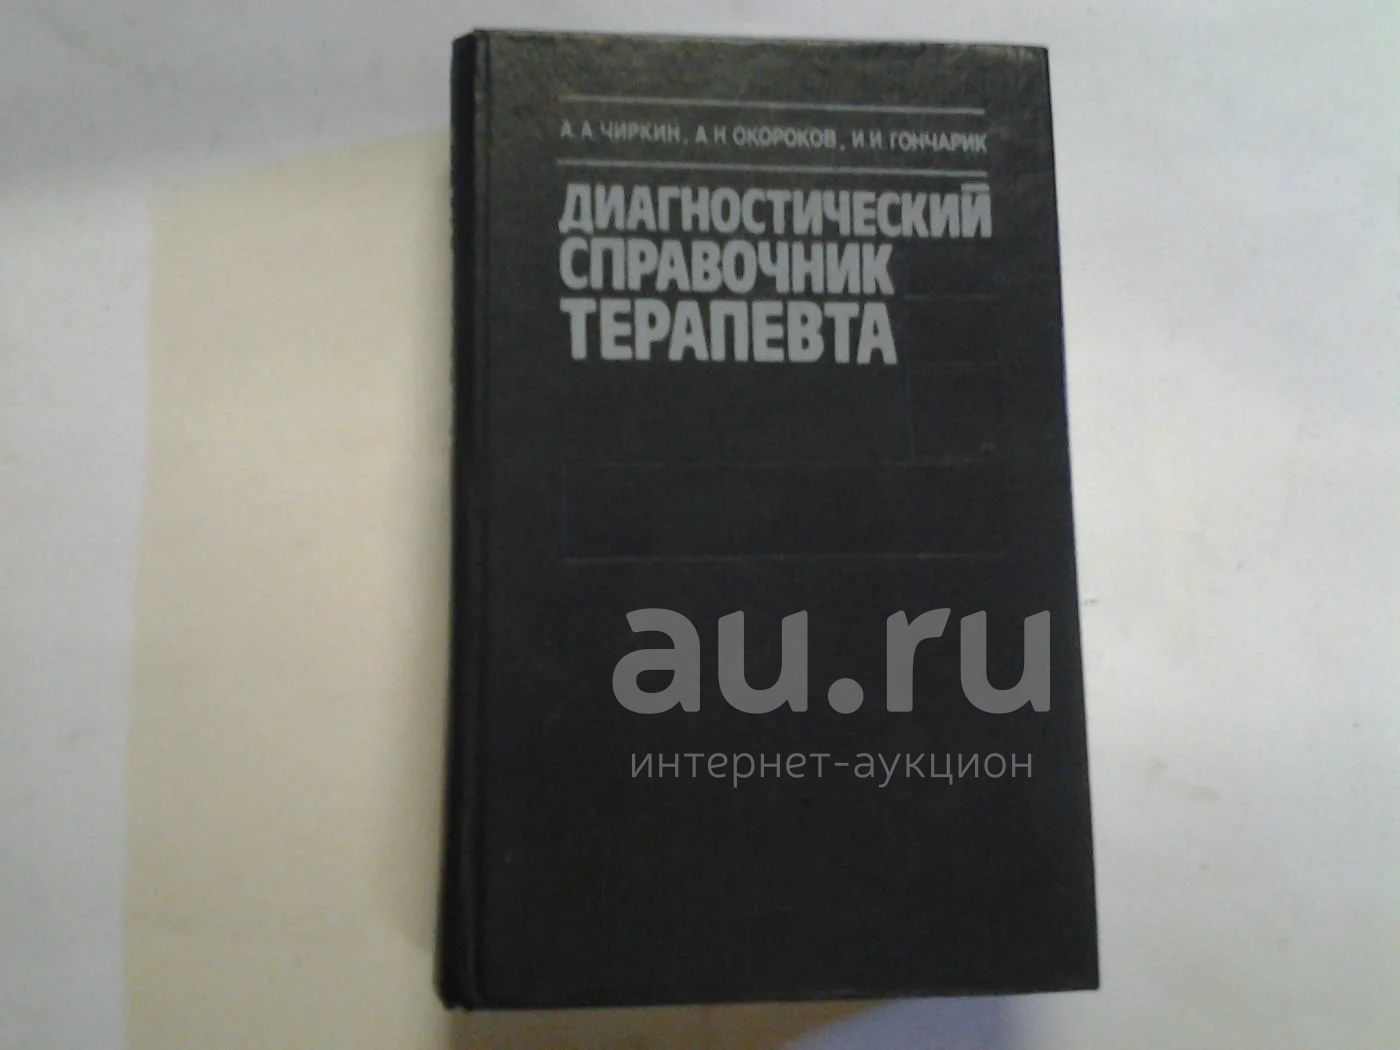 А. А. ЧИРКИН, А. Н. ОКОРОКОВ, И. И. ГОНЧАРИК
ДИАГНОСТИЧЕСКИЙ
СПРАВОЧНИК
ТЕРАПЕВТА
au.ru
интернет-аукцион